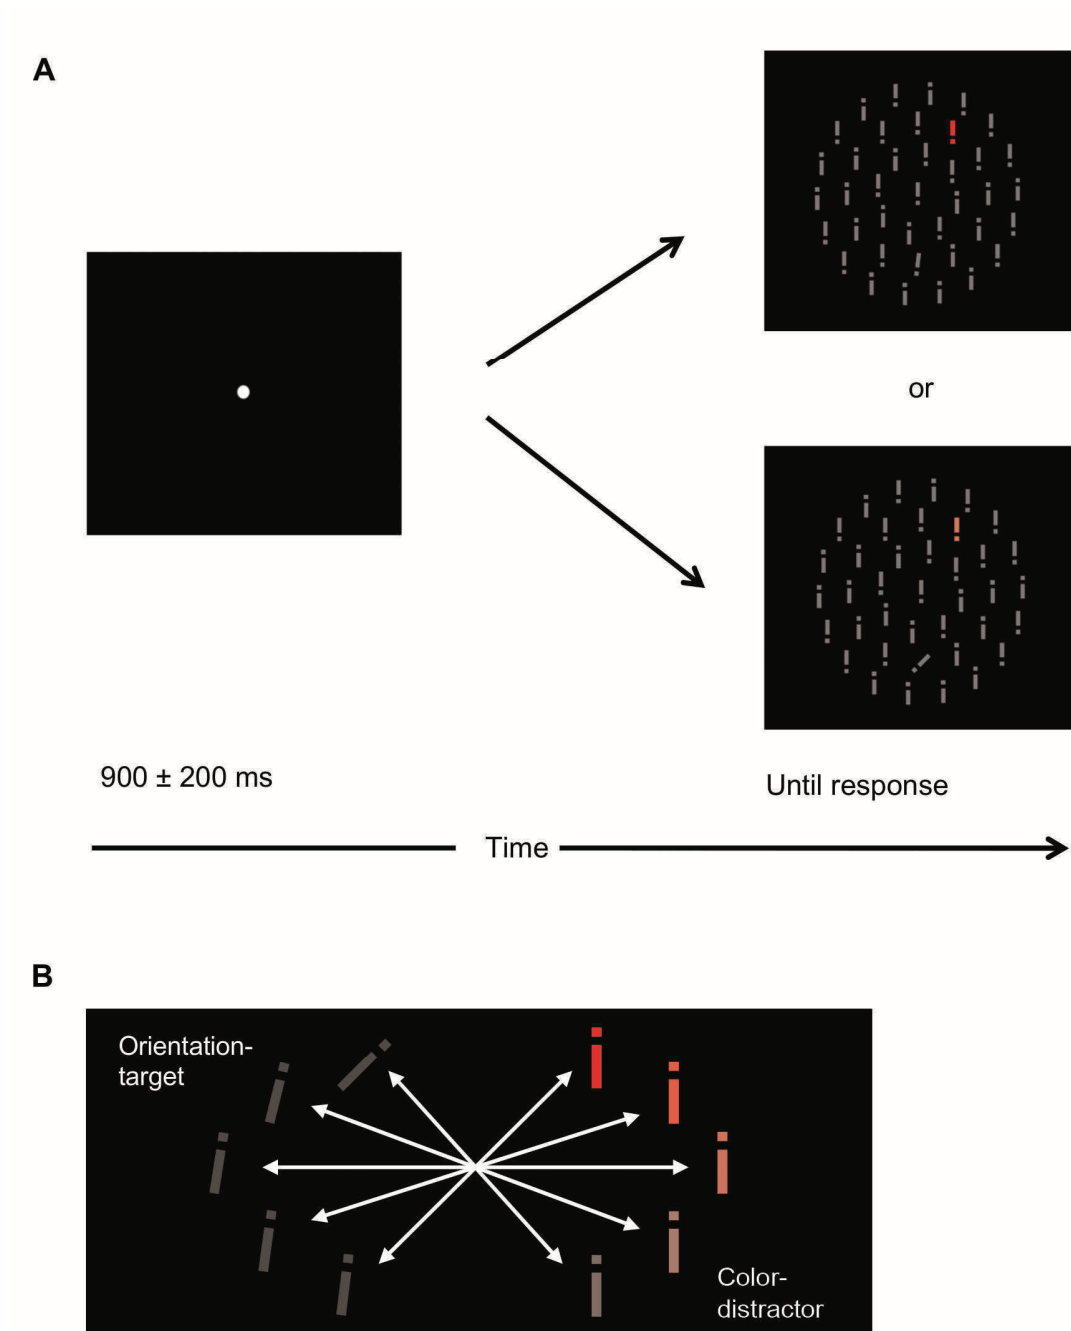 A
or
900 ± 200 ms
Until response
Time
B
Orientation-
target
Color-
distractor